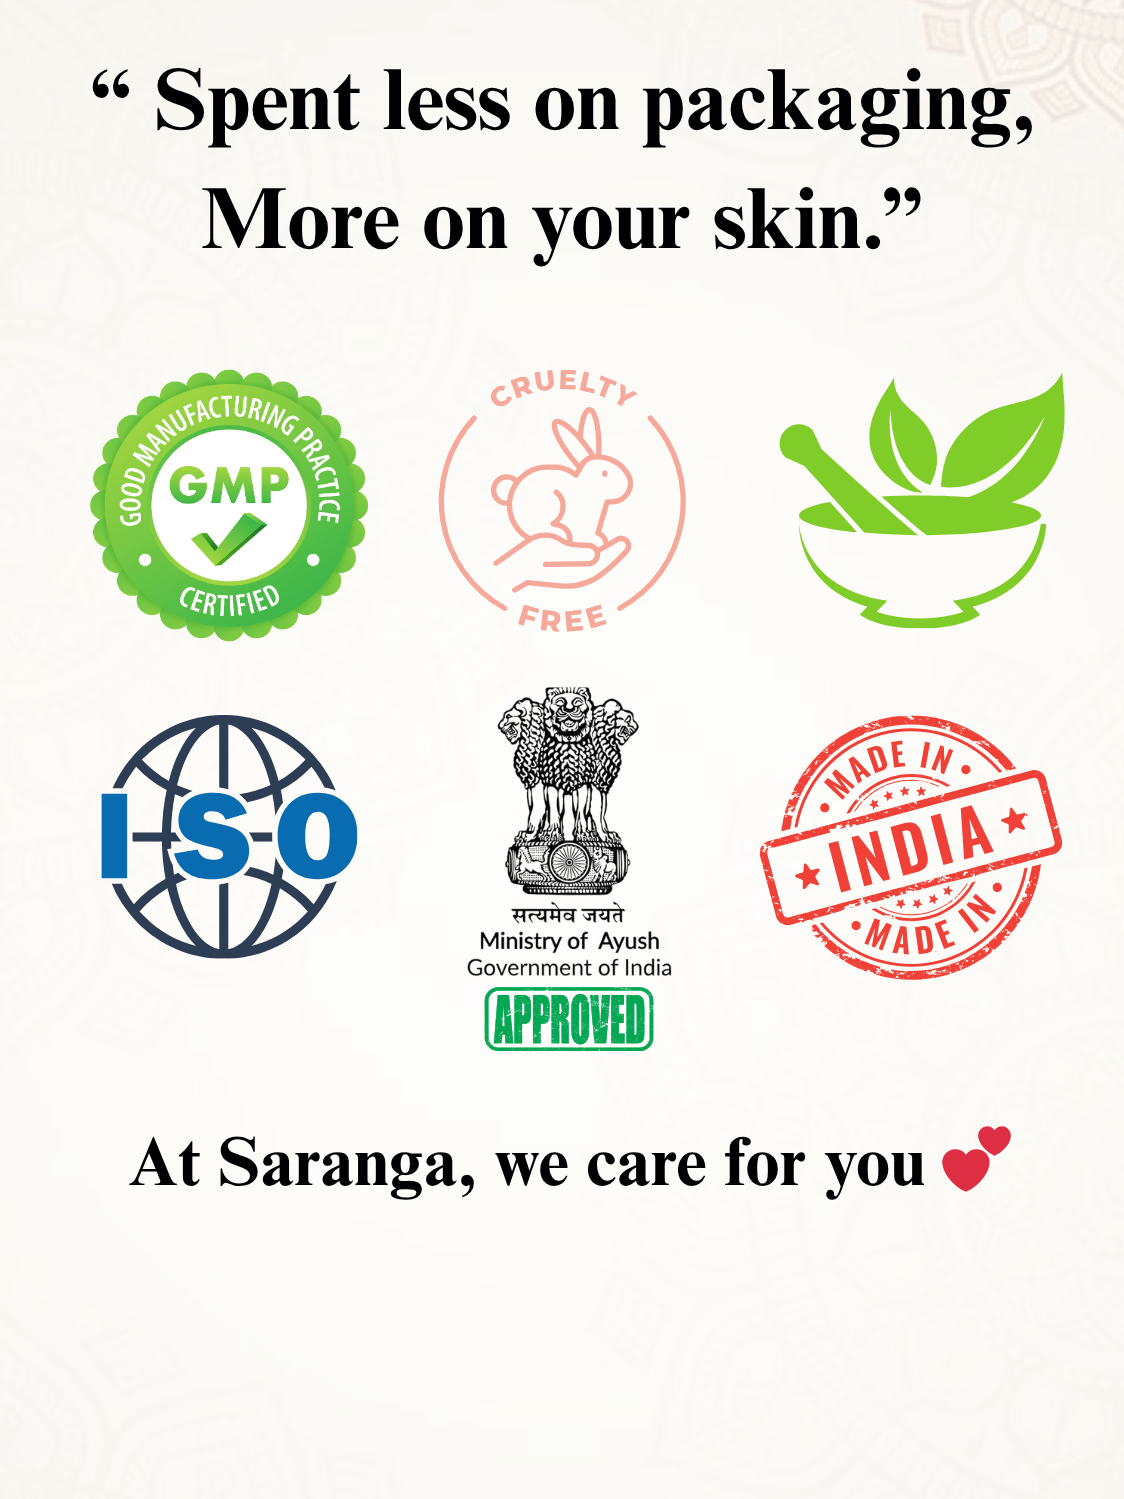 “ Spent less on packaging,
More on your skin.”
GOOD MANUFACTURING PRACTICE
GMP
CERTIFIED
CRUELTY
FREE
ISO
सत्यमेव जयते
Ministry of Ayush
Government of India
APPROVED
MADE IN
INDIA
MADE IN
At Saranga, we care for you 💕